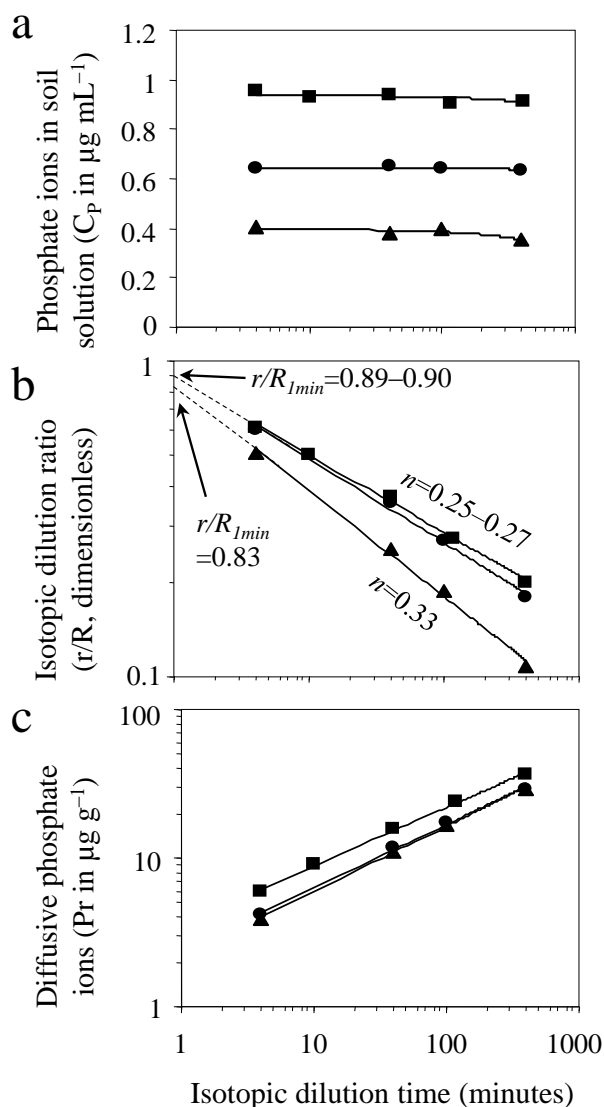 a
Phosphate ions in soil
solution (C_P in µg mL⁻¹)
1.2
1
0.8
0.6
0.4
0.2
0
b
Isotopic dilution ratio
(r/R, dimensionless)
1
0.1
r/R_1min=0.89–0.90
r/R_1min
=0.83
n=0.25–0.27
n=0.33
c
Diffusive phosphate
ions (Pr in µg g⁻¹)
100
10
1
1 10 100 1000
Isotopic dilution time (minutes)